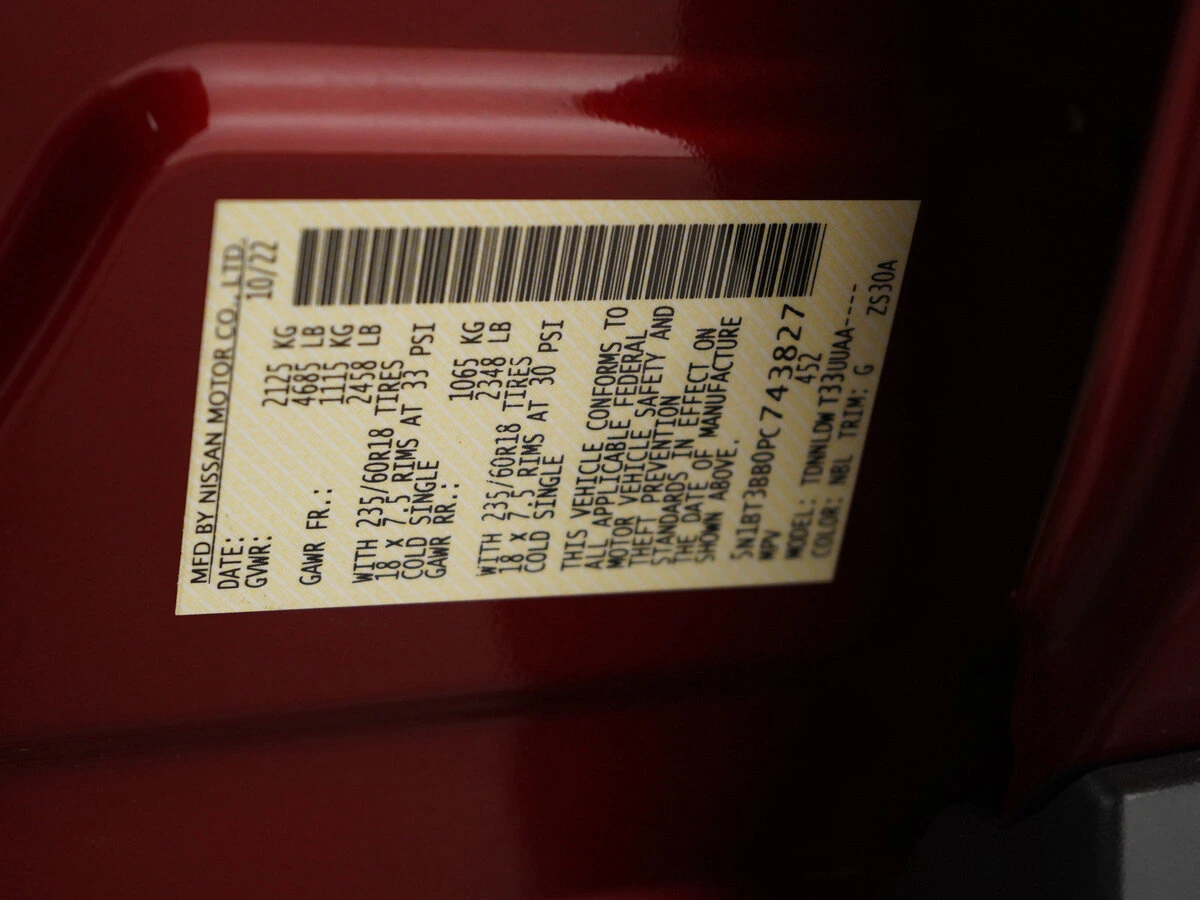 MFD BY NISSAN MOTOR CO., LTD.
DATE: 10/22
GVWR: 2125 KG
4685 LB
GAWR FR.: 1115 KG
2458 LB
WITH 235/60R18 TIRES
18 X 7.5 RIMS AT 33 PSI
COLD SINGLE
GAWR RR.: 1065 KG
2348 LB
WITH 235/60R18 TIRES
18 X 7.5 RIMS AT 30 PSI
COLD SINGLE
THIS VEHICLE CONFORMS TO
ALL APPLICABLE FEDERAL
MOTOR VEHICLE SAFETY AND
THEFT PREVENTION
STANDARDS IN EFFECT ON
THE DATE OF MANUFACTURE
SHOWN ABOVE.
5N1BT3BB0PC743827
MPV 452
MODEL: TDNNLDW T33UUAA----
COLOR: NBL TRIM: G ZS30A